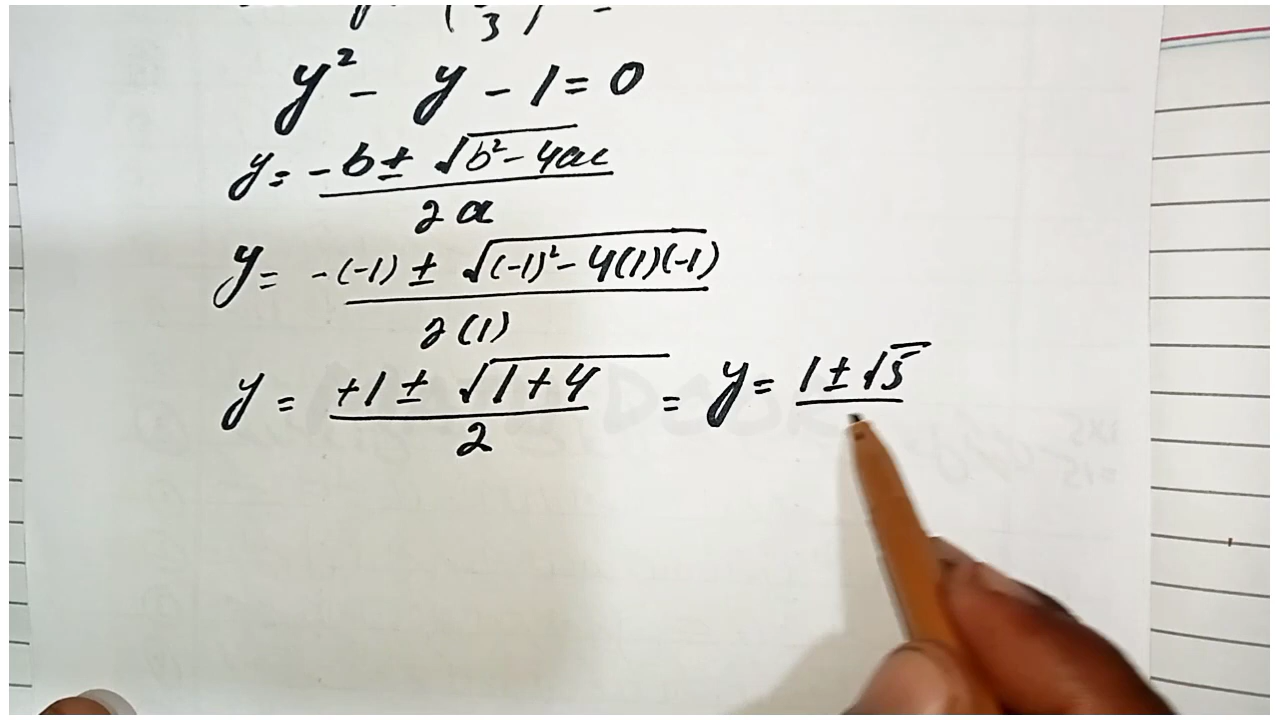 y² - y - 1 = 0
y = -b ± √b² - 4ac / 2a
y = -(-1) ± √(-1)² - 4(1)(-1) / 2(1)
y = +1 ± √1 + 4 / 2 = y = 1 ± √5